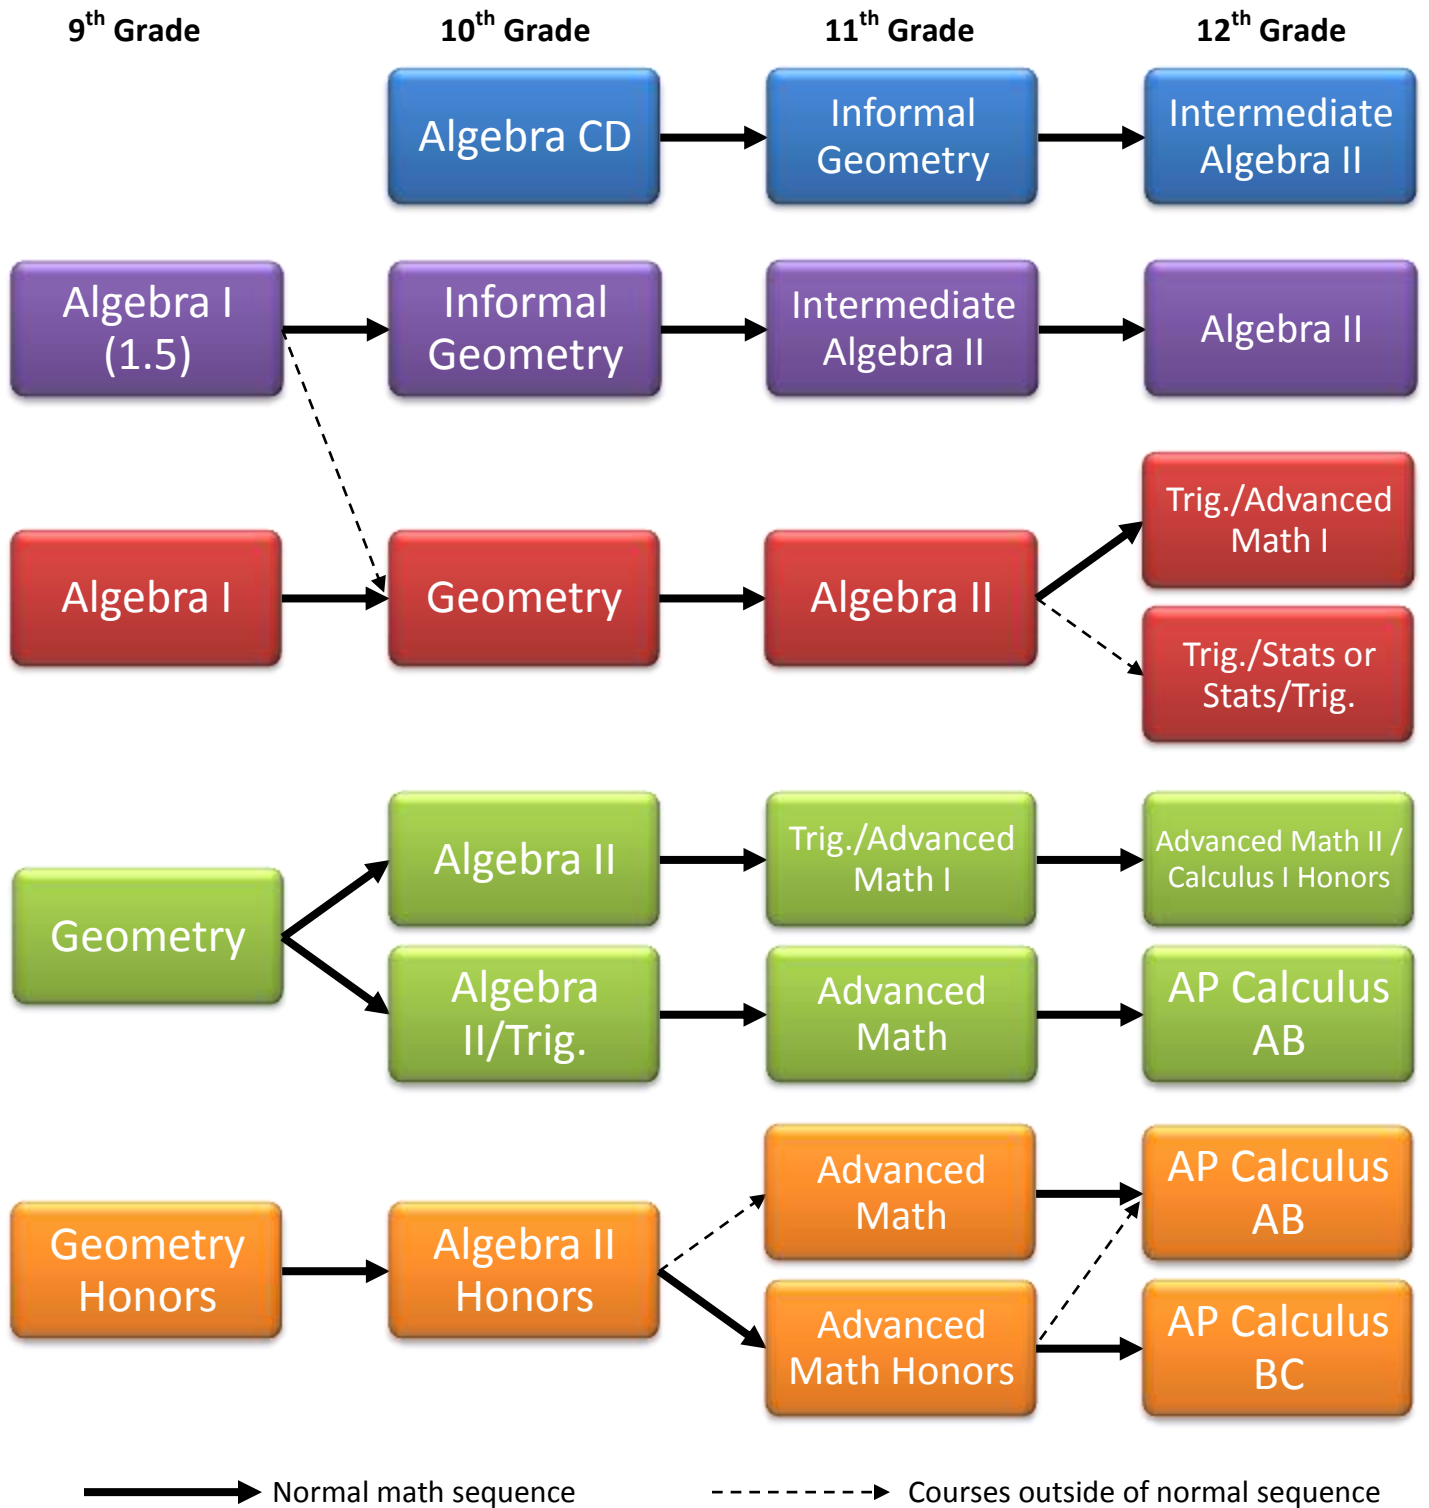 9th Grade 10th Grade 11th Grade 12th Grade
Algebra CD
Informal
Geometry
Intermediate
Algebra II
Algebra I
(1.5)
Informal
Geometry
Intermediate
Algebra II
Algebra II
Algebra I
Geometry
Algebra II
Trig./Advanced
Math I
Trig./Stats or
Stats/Trig.
Geometry
Algebra II
Trig./Advanced
Math I
Advanced Math II /
Calculus I Honors
Algebra
II/Trig.
Advanced
Math
AP Calculus
AB
Geometry
Honors
Algebra II
Honors
Advanced
Math
AP Calculus
AB
Advanced
Math Honors
AP Calculus
BC
Normal math sequence
Courses outside of normal sequence